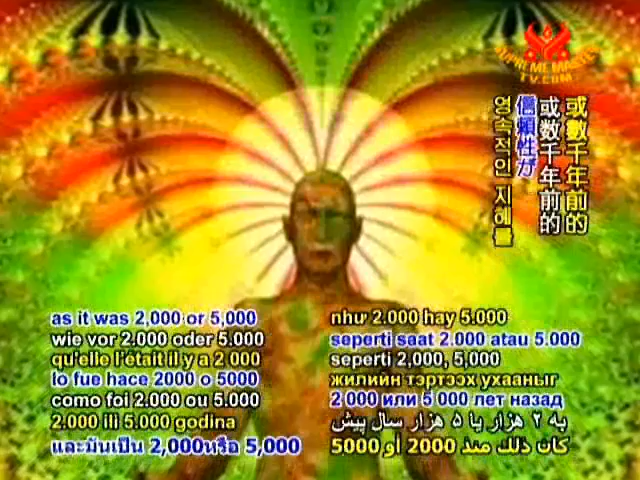 SUPREME MASTER
TV.COM
或數千年前的
或数千年前的
信頼性が
영속적인 지혜를
as it was 2,000 or 5,000
wie vor 2.000 oder 5.000
qu'elle l'était il y a 2 000
lo fue hace 2000 o 5000
como foi 2.000 ou 5.000
2.000 ili 5.000 godina
และมันเป็น 2,000หรือ 5,000
như 2.000 hay 5.000
seperti saat 2.000 atau 5.000
seperti 2,000, 5,000
жилийн тэртээх ухааныг
2 000 или 5 000 лет назад
به ۲ هزار یا ۵ هزار سال پیش
كان ذلك منذ 2000 أو 5000